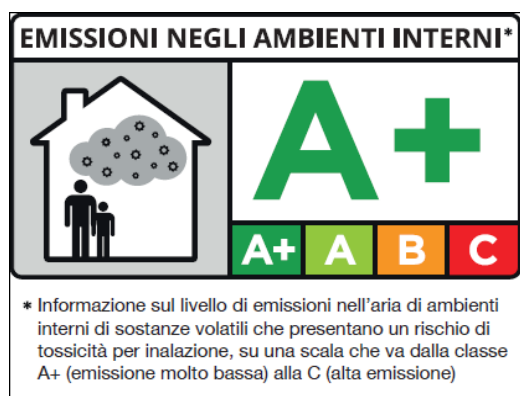 EMISSIONI NEGLI AMBIENTI INTERNI*
A+
A+ A B C
* Informazione sul livello di emissioni nell'aria di ambienti
interni di sostanze volatili che presentano un rischio di
tossicità per inalazione, su una scala che va dalla classe
A+ (emissione molto bassa) alla C (alta emissione)